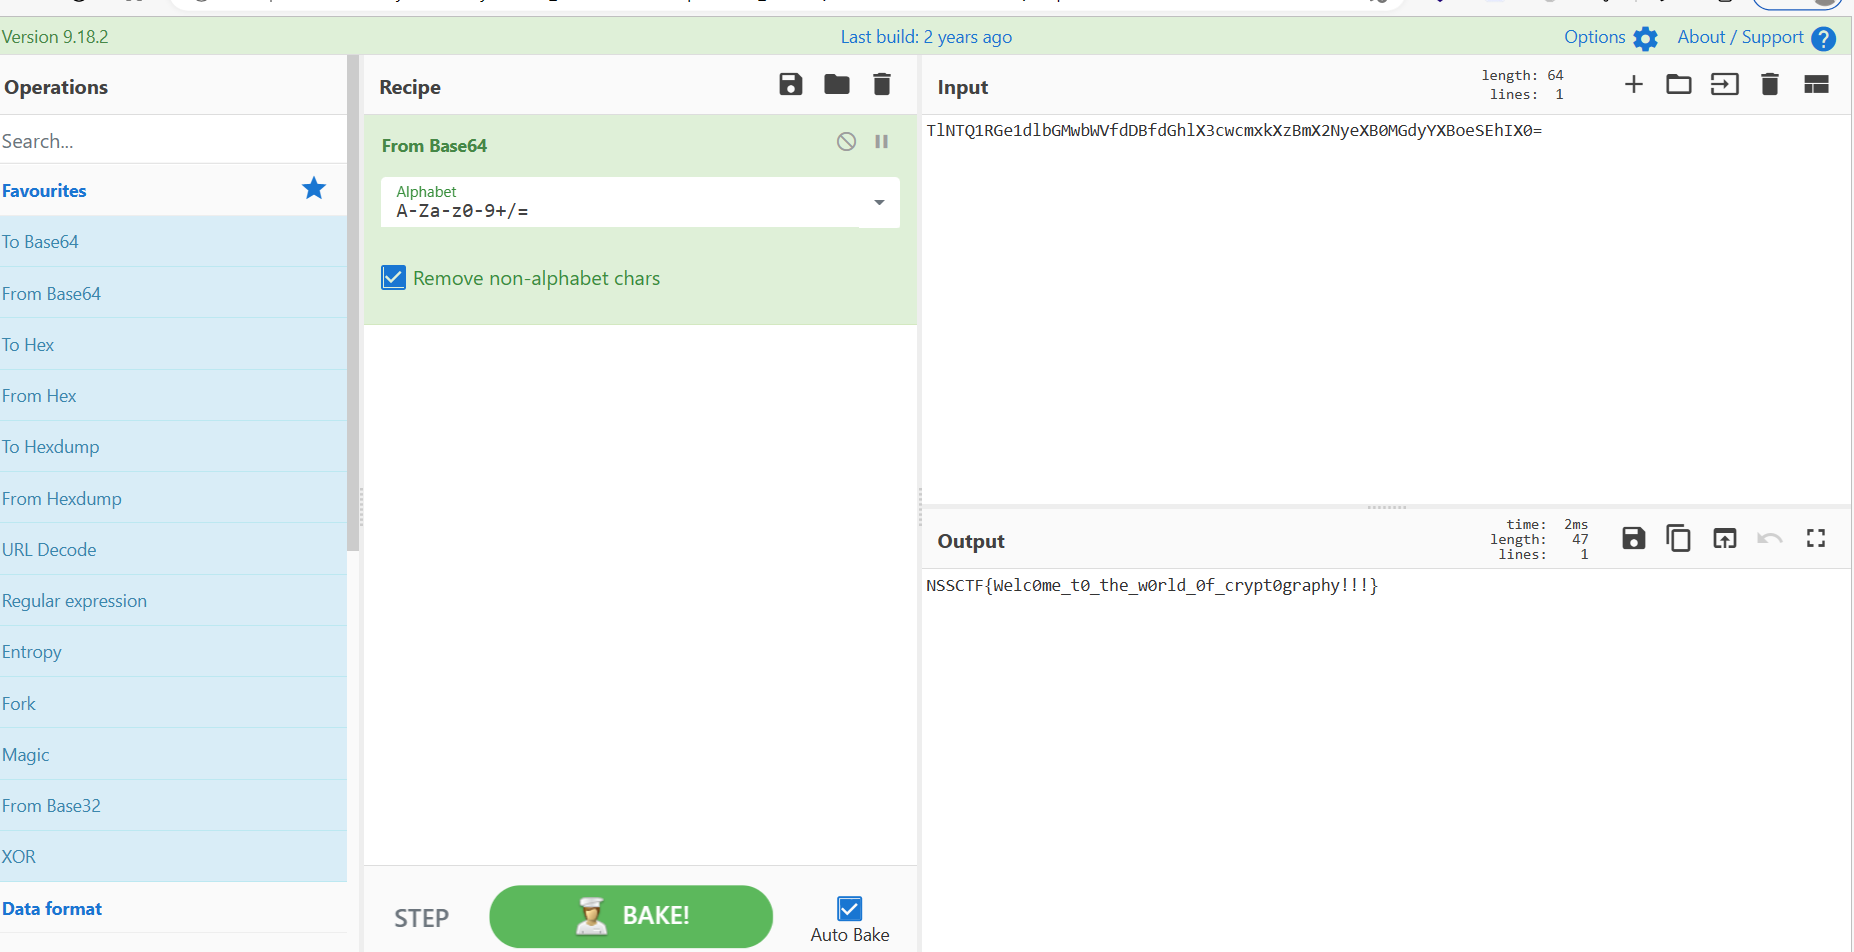 Version 9.18.2
Last build: 2 years ago
Options
About / Support
Operations
Search...
Favourites
To Base64
From Base64
To Hex
From Hex
To Hexdump
From Hexdump
URL Decode
Regular expression
Entropy
Fork
Magic
From Base32
XOR
Data format
Recipe
From Base64
Alphabet
A-Za-z0-9+/=
Remove non-alphabet chars
STEP
BAKE!
Auto Bake
Input
length: 64
lines: 1
TlNTQ1RGe1dlbGMwbWVfdDBfdGhlX3cwcmxkXzBmX2NyeXB0MGdyYXBoeSEhIX0=
Output
time: 2ms
length: 47
lines: 1
NSSCTF{Welc0me_t0_the_w0rld_0f_crypt0graphy!!!}